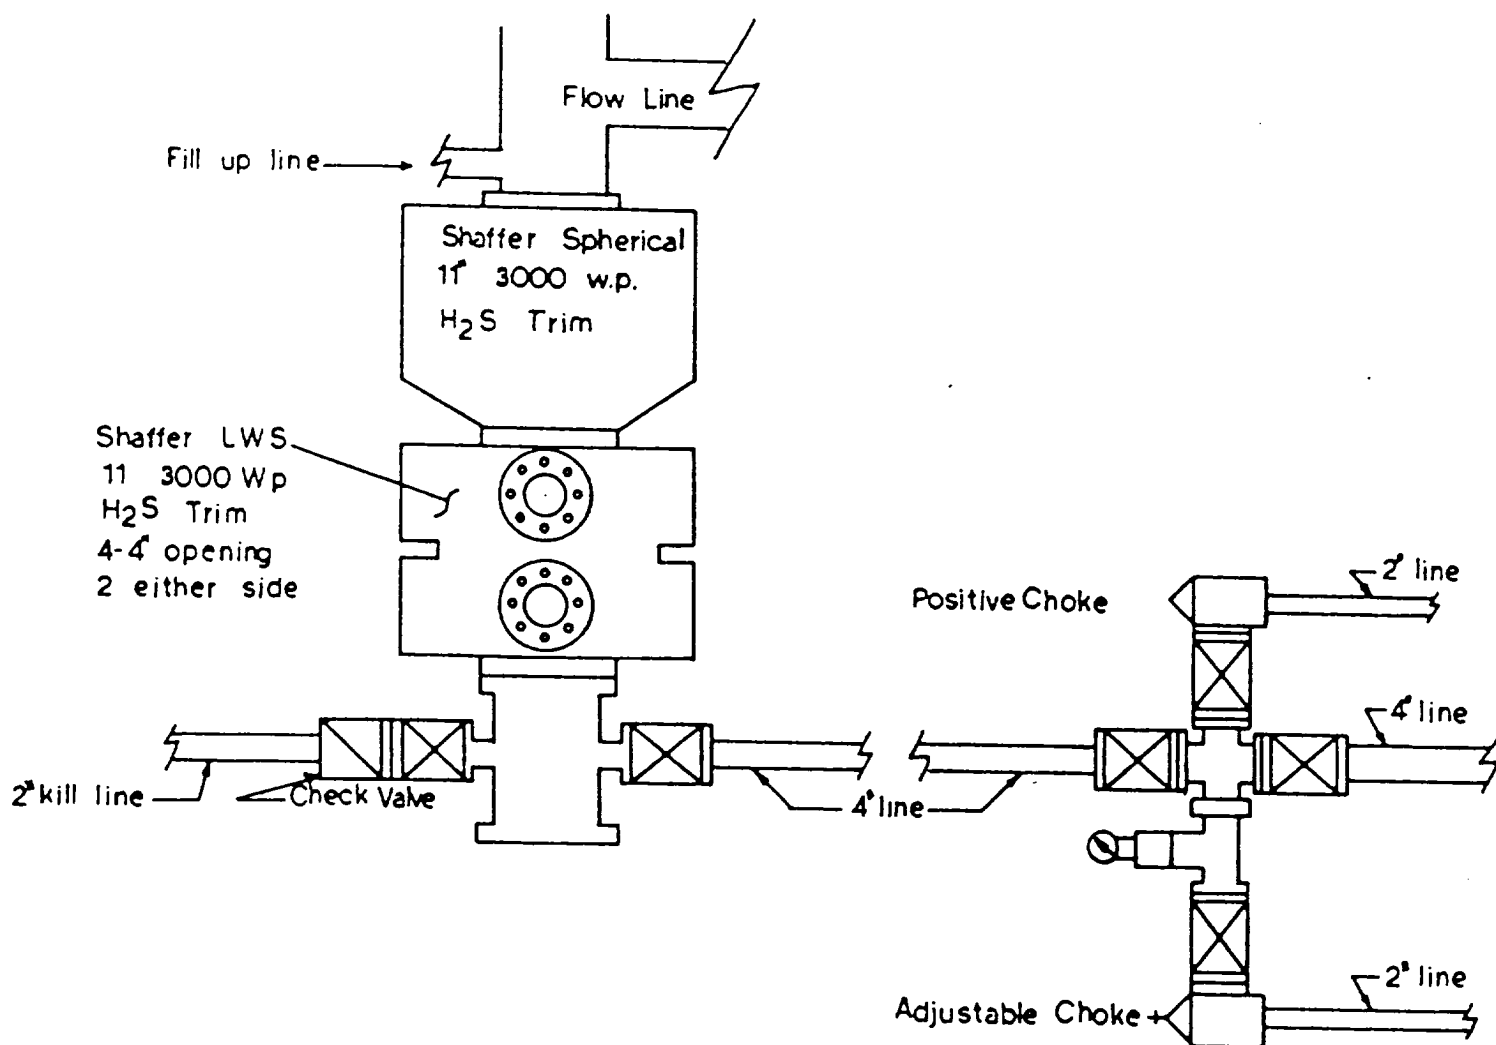 Flow Line
Fill up line
Shaffer Spherical
11" 3000 w.p.
H₂S Trim
Shaffer LWS
11 3000 Wp
H₂S Trim
4-4" opening
2 either side
Positive Choke
2" line
4" line
2" kill line
Check Valve
4" line
Adjustable Choke
2" line